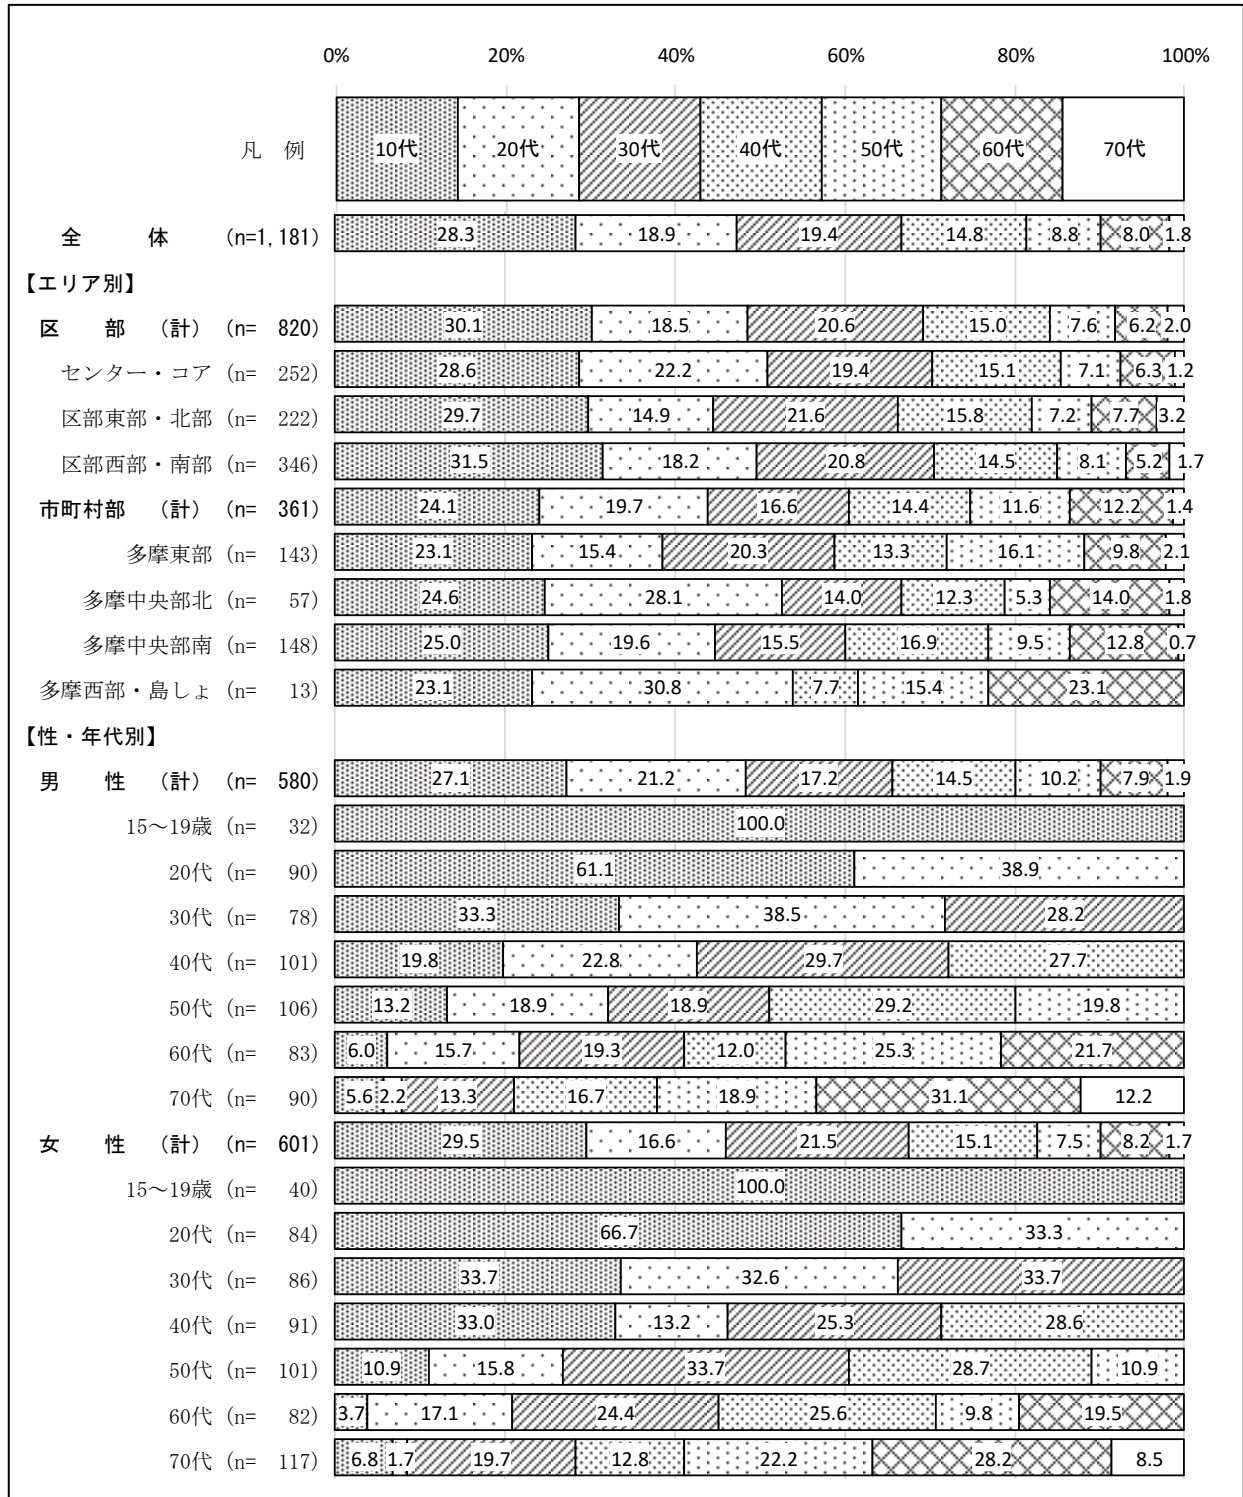 0% 20% 40% 60% 80% 100%
凡 例 10代 20代 30代 40代 50代 60代 70代
全 体 (n=1,181) 28.3 18.9 19.4 14.8 8.8 8.0 1.8
【エリア別】
区 部 (計) (n= 820) 30.1 18.5 20.6 15.0 7.6 6.2 2.0
センター・コア (n= 252) 28.6 22.2 19.4 15.1 7.1 6.3 1.2
区部東部・北部 (n= 222) 29.7 14.9 21.6 15.8 7.2 7.7 3.2
区部西部・南部 (n= 346) 31.5 18.2 20.8 14.5 8.1 5.2 1.7
市町村部 (計) (n= 361) 24.1 19.7 16.6 14.4 11.6 12.2 1.4
多摩東部 (n= 143) 23.1 15.4 20.3 13.3 16.1 9.8 2.1
多摩中央部北 (n= 57) 24.6 28.1 14.0 12.3 5.3 14.0 1.8
多摩中央部南 (n= 148) 25.0 19.6 15.5 16.9 9.5 12.8 0.7
多摩西部・島しょ (n= 13) 23.1 30.8 7.7 15.4 23.1
【性・年代別】
男 性 (計) (n= 580) 27.1 21.2 17.2 14.5 10.2 7.9 1.9
15～19歳 (n= 32) 100.0
20代 (n= 90) 61.1 38.9
30代 (n= 78) 33.3 38.5 28.2
40代 (n= 101) 19.8 22.8 29.7 27.7
50代 (n= 106) 13.2 18.9 18.9 29.2 19.8
60代 (n= 83) 6.0 15.7 19.3 12.0 25.3 21.7
70代 (n= 90) 5.6 2.2 13.3 16.7 18.9 31.1 12.2
女 性 (計) (n= 601) 29.5 16.6 21.5 15.1 7.5 8.2 1.7
15～19歳 (n= 40) 100.0
20代 (n= 84) 66.7 33.3
30代 (n= 86) 33.7 32.6 33.7
40代 (n= 91) 33.0 13.2 25.3 28.6
50代 (n= 101) 10.9 15.8 33.7 28.7 10.9
60代 (n= 82) 3.7 17.1 24.4 25.6 9.8 19.5
70代 (n= 117) 6.8 1.7 19.7 12.8 22.2 28.2 8.5